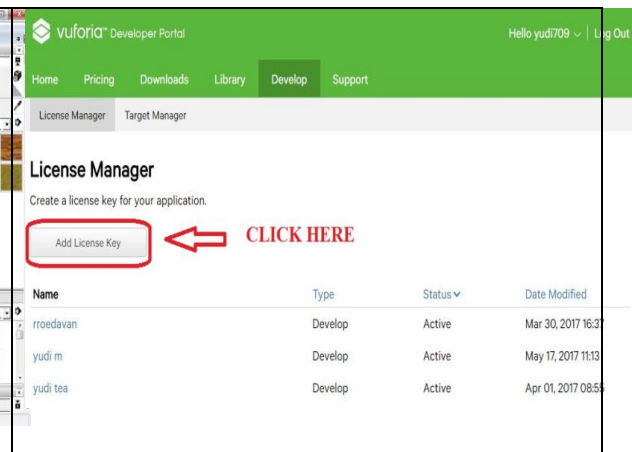 vuforia™ Developer Portal
Hello yudi709 | Log Out
Home Pricing Downloads Library Develop Support
License Manager Target Manager
License Manager
Create a license key for your application.
Add License Key
CLICK HERE
Name Type Status Date Modified
rroedavan Develop Active Mar 30, 2017 16:37
yudi m Develop Active May 17, 2017 11:13
yudi tea Develop Active Apr 01, 2017 08:55